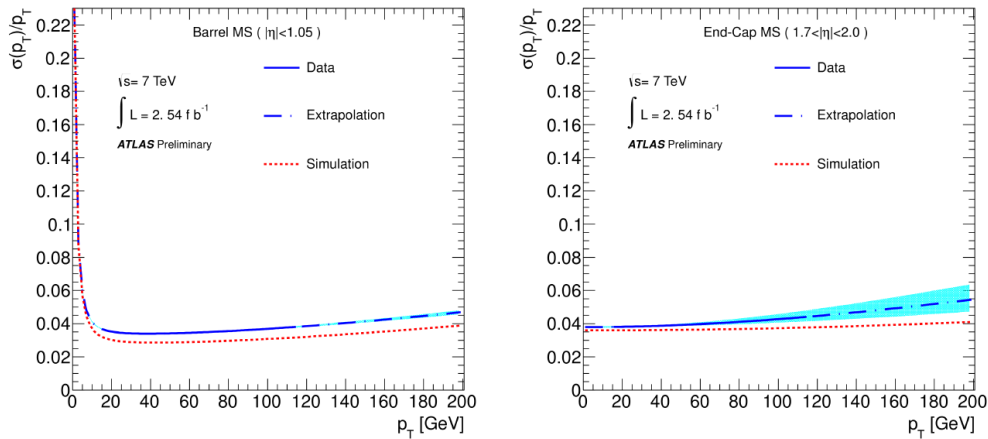 σ(p_T)/p_T
0.22
0.2
0.18
0.16
0.14
0.12
0.1
0.08
0.06
0.04
0.02
0
Barrel MS ( |η|<1.05)
√s= 7 TeV
∫ L = 2. 54 f b⁻¹
ATLAS Preliminary
Data
Extrapolation
Simulation
0 20 40 60 80 100 120 140 160 180 200
p_T [GeV]
σ(p_T)/p_T
0.22
0.2
0.18
0.16
0.14
0.12
0.1
0.08
0.06
0.04
0.02
0
End-Cap MS ( 1.7<|η|<2.0)
√s= 7 TeV
∫ L = 2. 54 f b⁻¹
ATLAS Preliminary
Data
Extrapolation
Simulation
0 20 40 60 80 100 120 140 160 180 200
p_T [GeV]